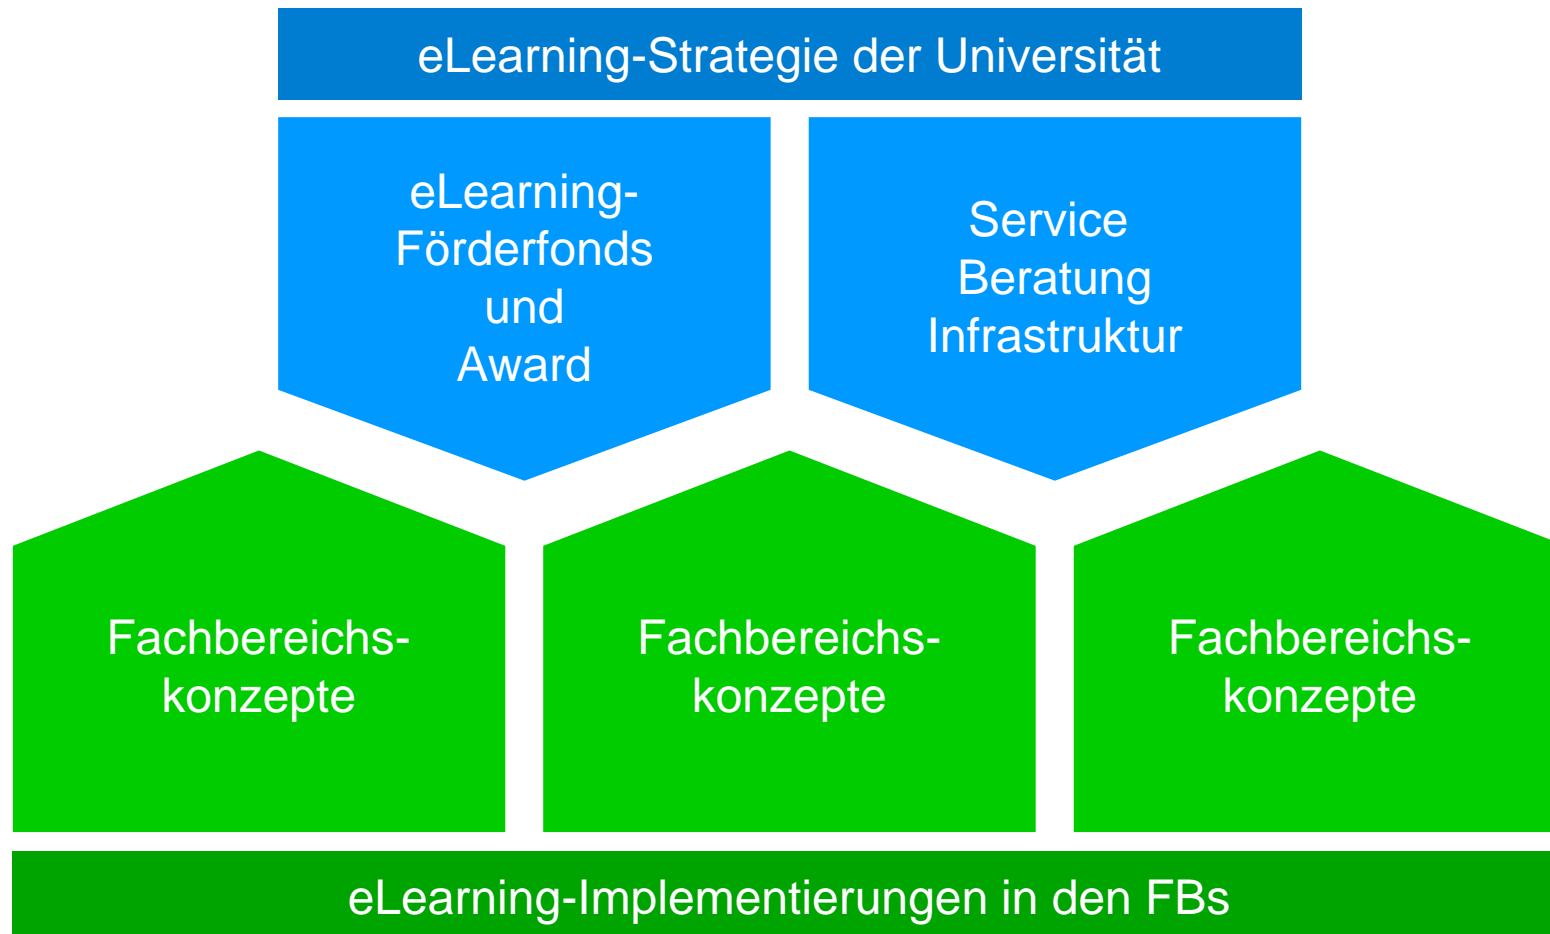 eLearning-Strategie der Universität
eLearning-
Förderfonds
und
Award
Service
Beratung
Infrastruktur
Fachbereichs-
konzepte
Fachbereichs-
konzepte
Fachbereichs-
konzepte
eLearning-Implementierungen in den FBs